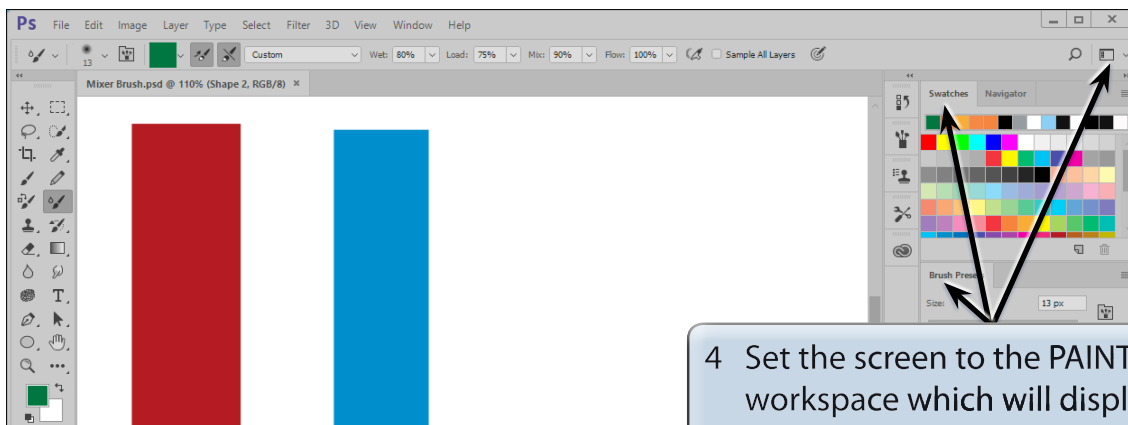 Ps File Edit Image Layer Type Select Filter 3D View Window Help
13 Custom Wet: 80% Load: 75% Mix: 90% Flow: 100% Sample All Layers
Mixer Brush.psd @ 110% (Shape 2, RGB/8) ×
Swatches Navigator
Brush
Size: 13 px
4 Set the screen to the PAINT
workspace which will displ